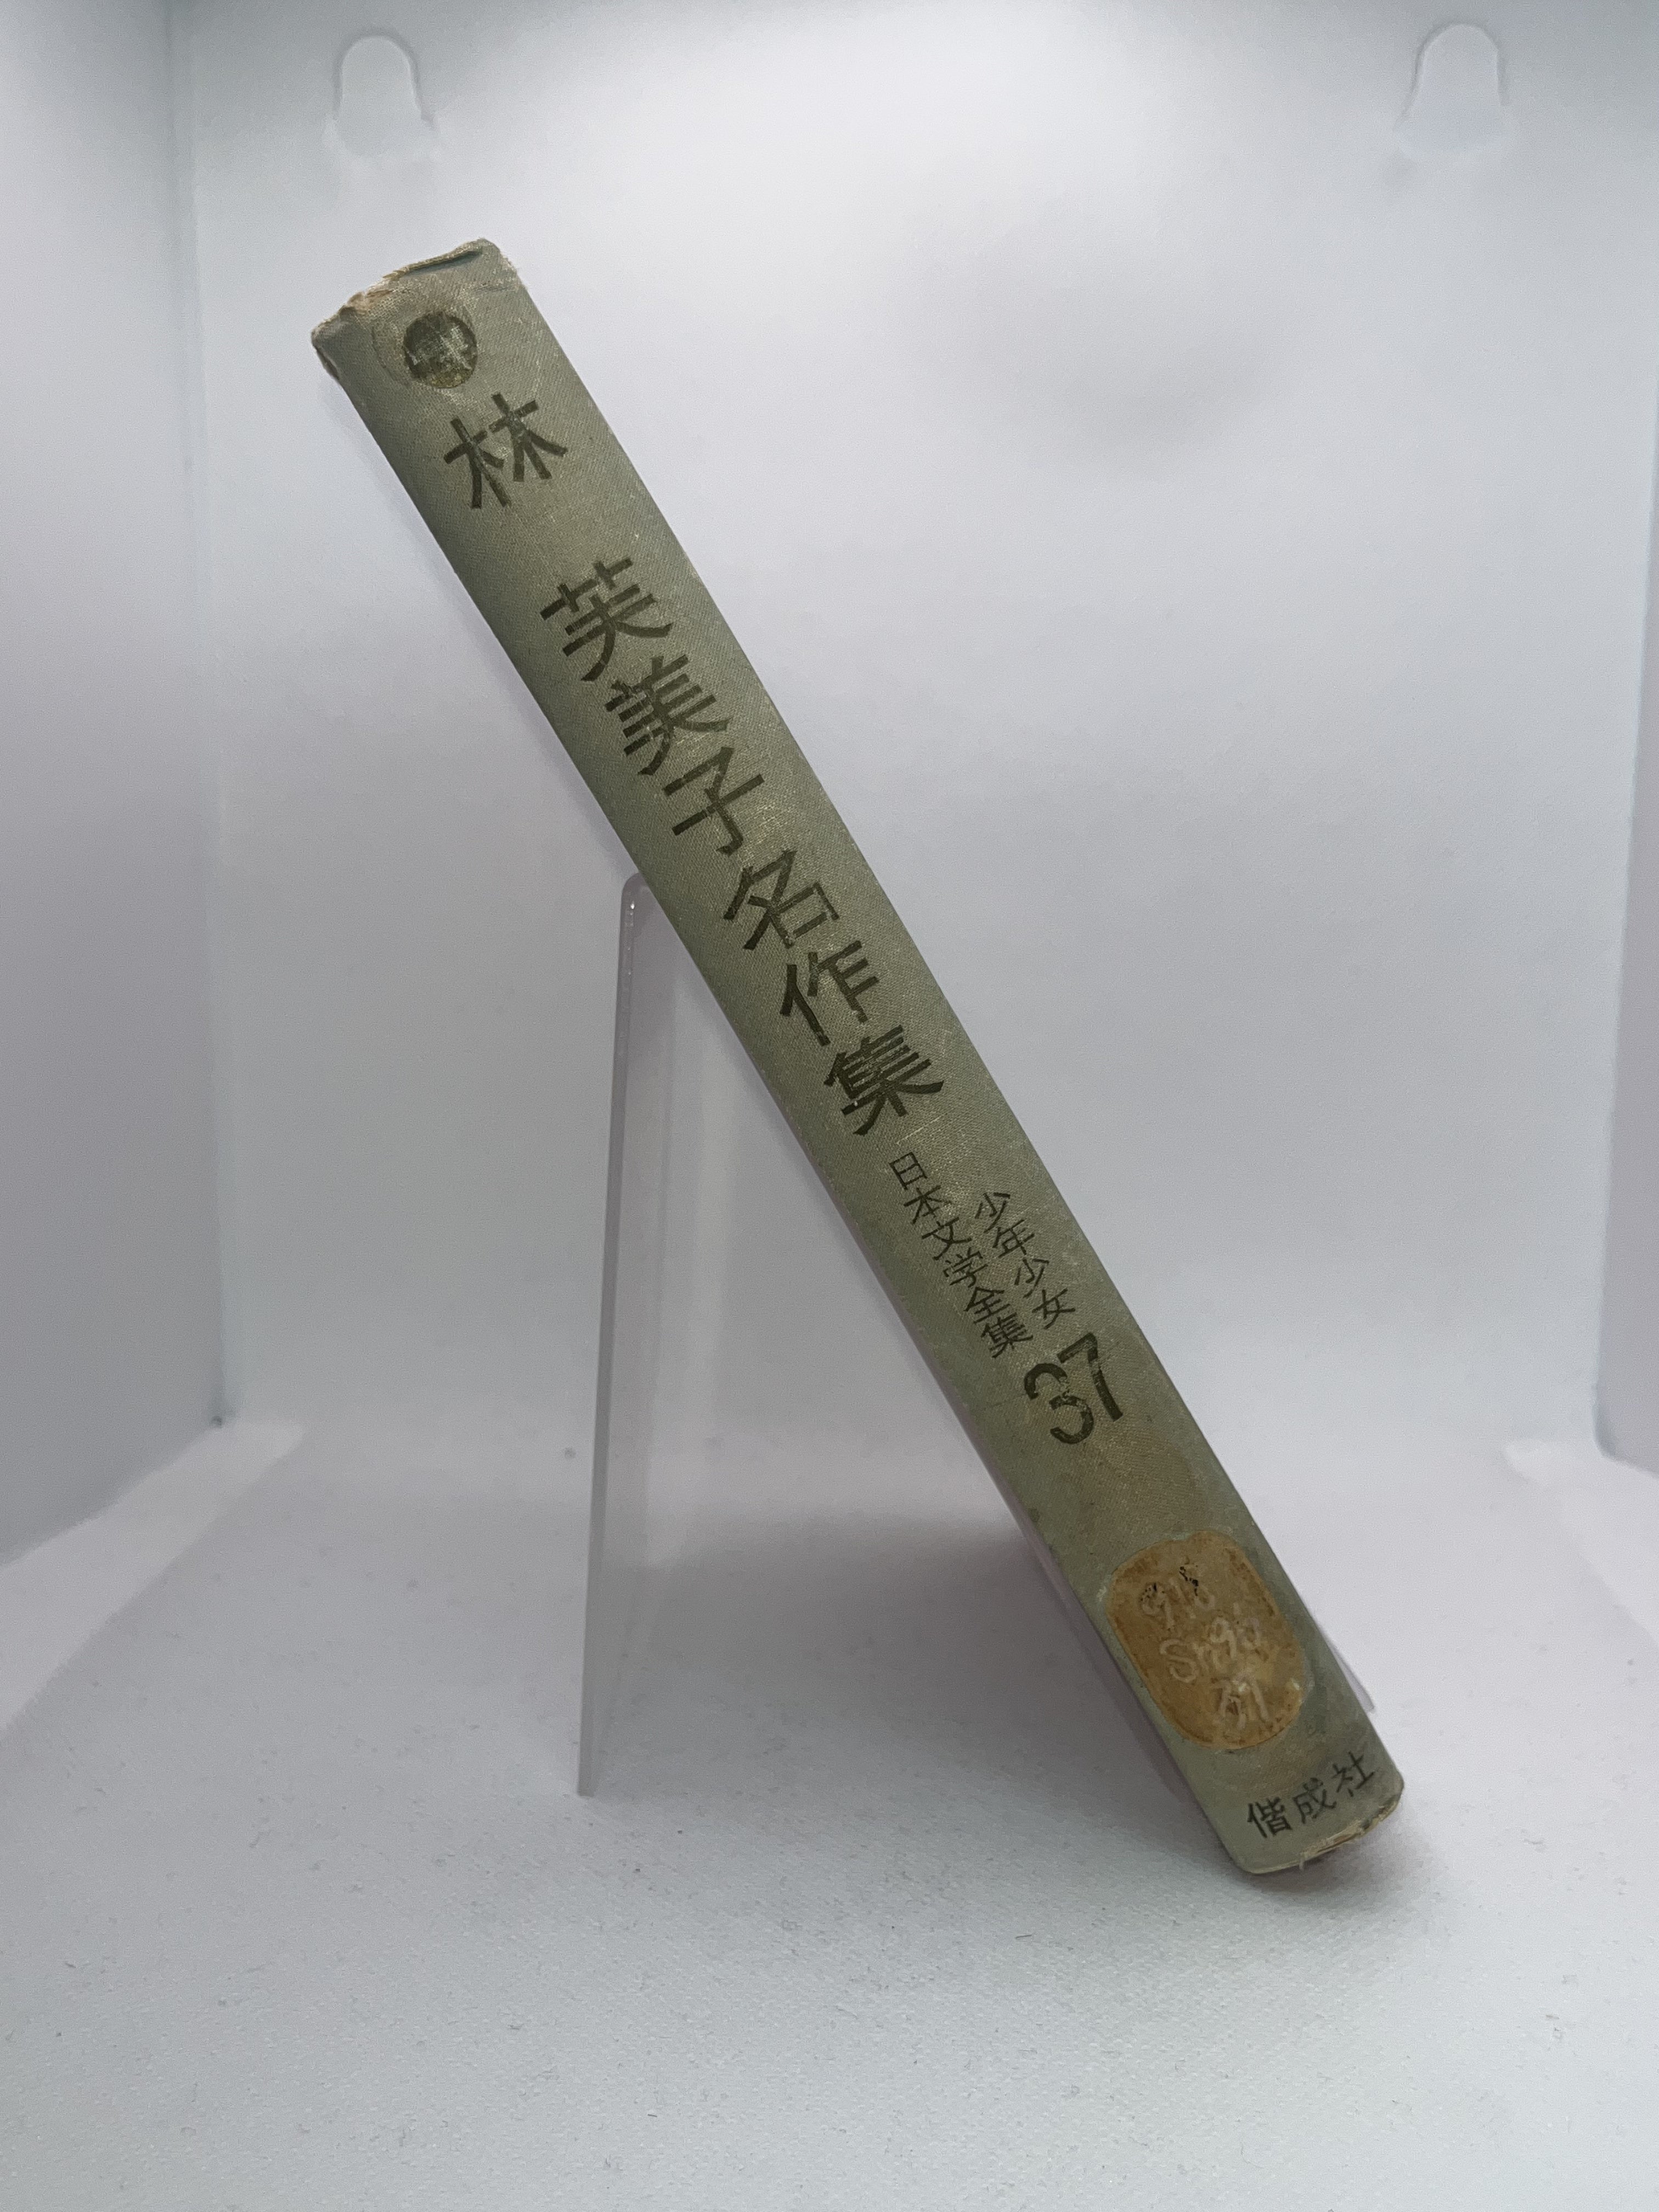 林 芙美子名作集
少年少女
日本文学全集
37
偕成社